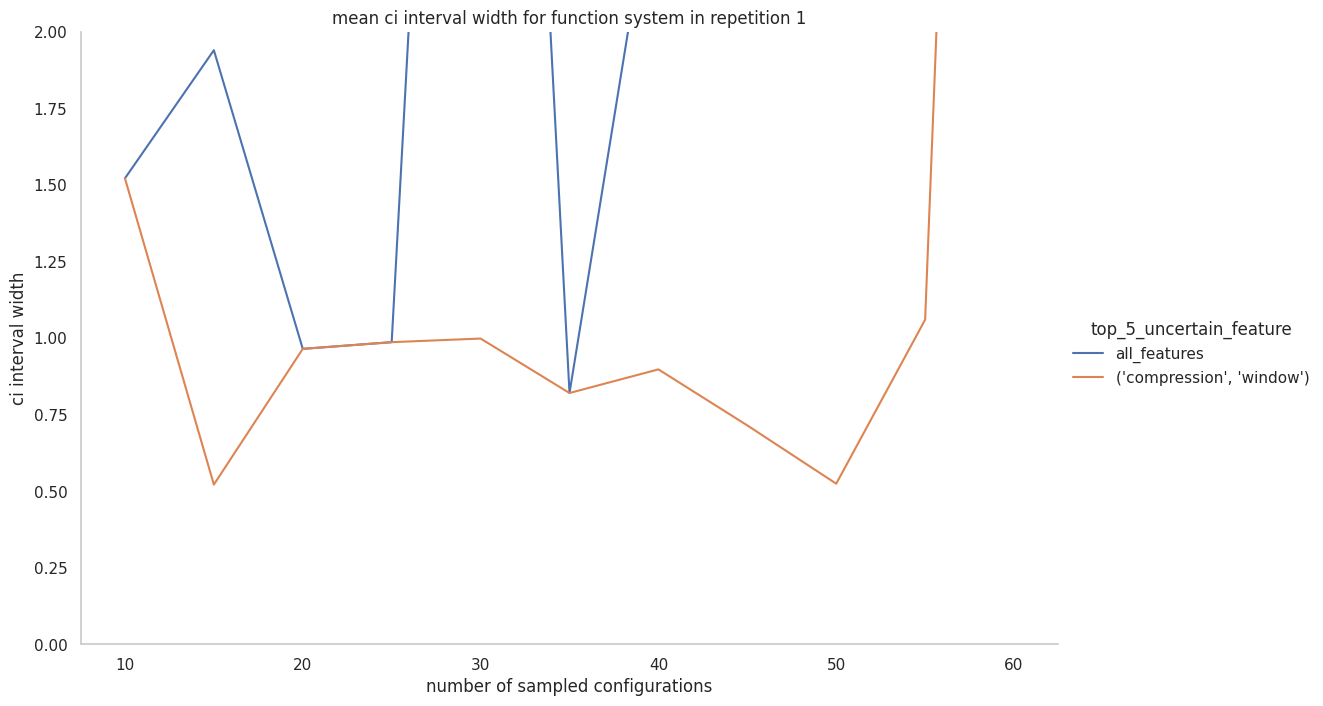 mean ci interval width for function system in repetition 1
2.00
1.75
1.50
1.25
1.00
0.75
0.50
0.25
0.00
ci interval width
10
20
30
40
50
60
number of sampled configurations
top_5_uncertain_feature
all_features
('compression', 'window')